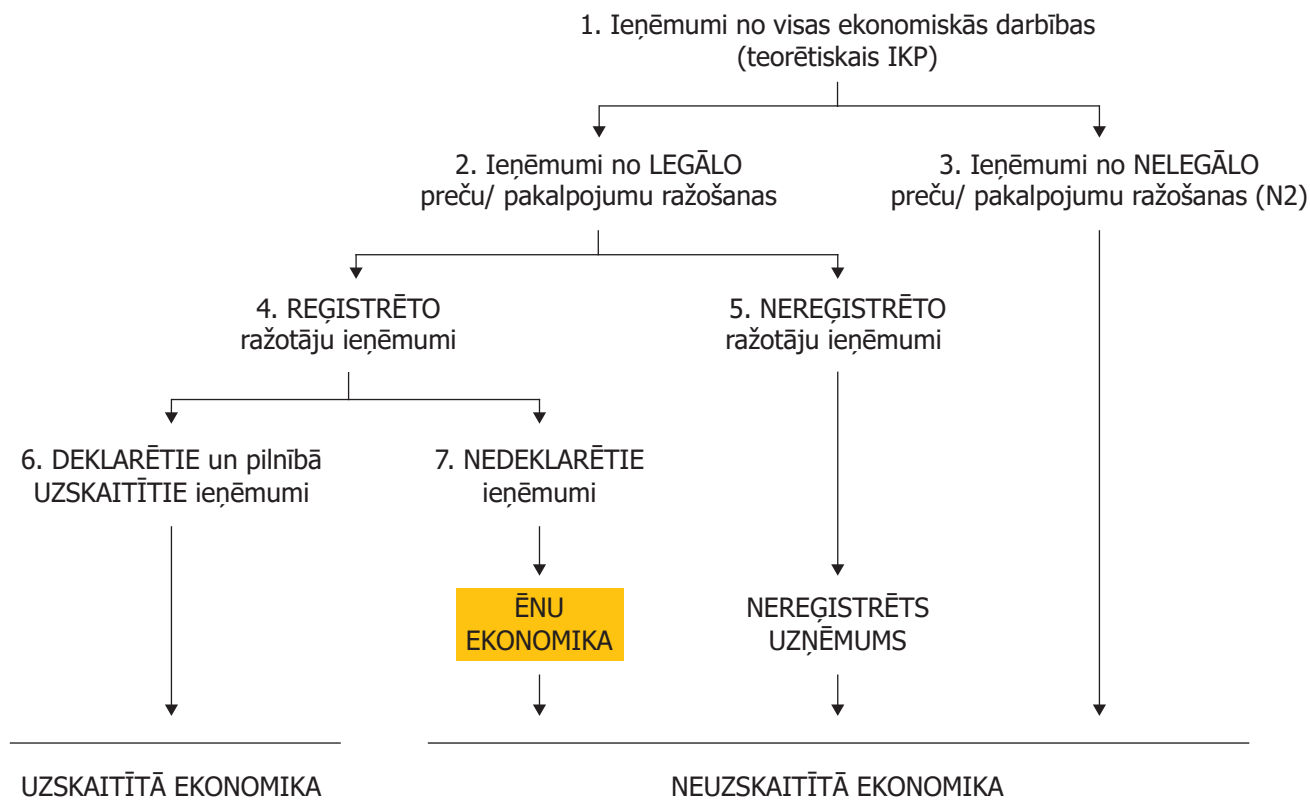 1. Ieņēmumi no visas ekonomiskās darbības
(teorētiskais IKP)
2. Ieņēmumi no LEGĀLO
preču/ pakalpojumu ražošanas
3. Ieņēmumi no NELEGĀLO
preču/ pakalpojumu ražošanas (N2)
4. REĢISTRĒTO
ražotāju ieņēmumi
5. NEREĢISTRĒTO
ražotāju ieņēmumi
6. DEKLARĒTIE un pilnībā
UZSKAITĪTIE ieņēmumi
7. NEDEKLARĒTIE
ieņēmumi
ĒNU
EKONOMIKA
NEREĢISTRĒTS
UZŅĒMUMS
UZSKAITĪTĀ EKONOMIKA
NEUZSKAITĪTĀ EKONOMIKA